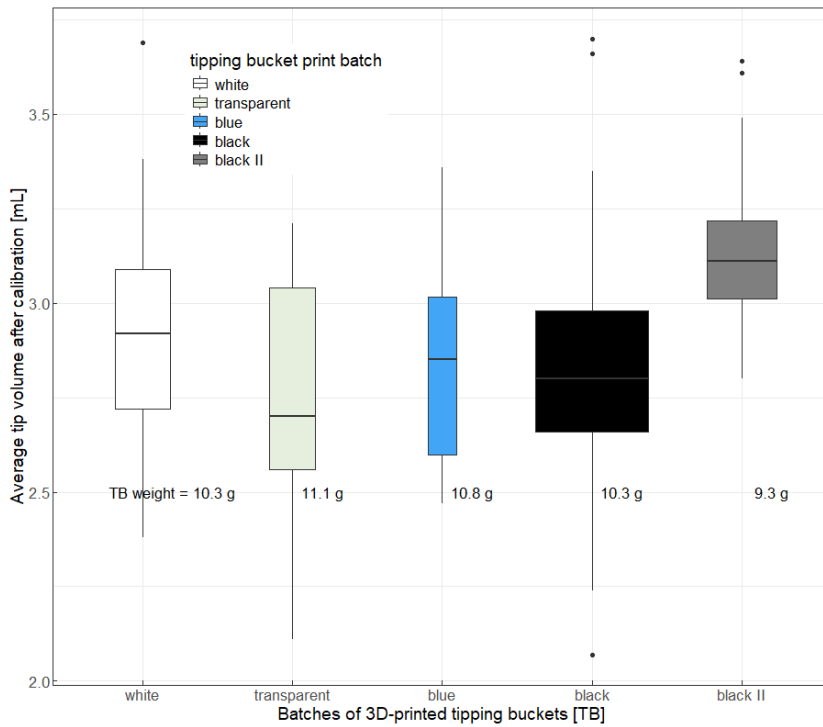 tipping bucket print batch
white
transparent
blue
black
black II
Average tip volume after calibration [mL]
3.5
3.0
2.5
2.0
TB weight = 10.3 g
11.1 g
10.8 g
10.3 g
9.3 g
white
transparent
blue
black
black II
Batches of 3D-printed tipping buckets [TB]